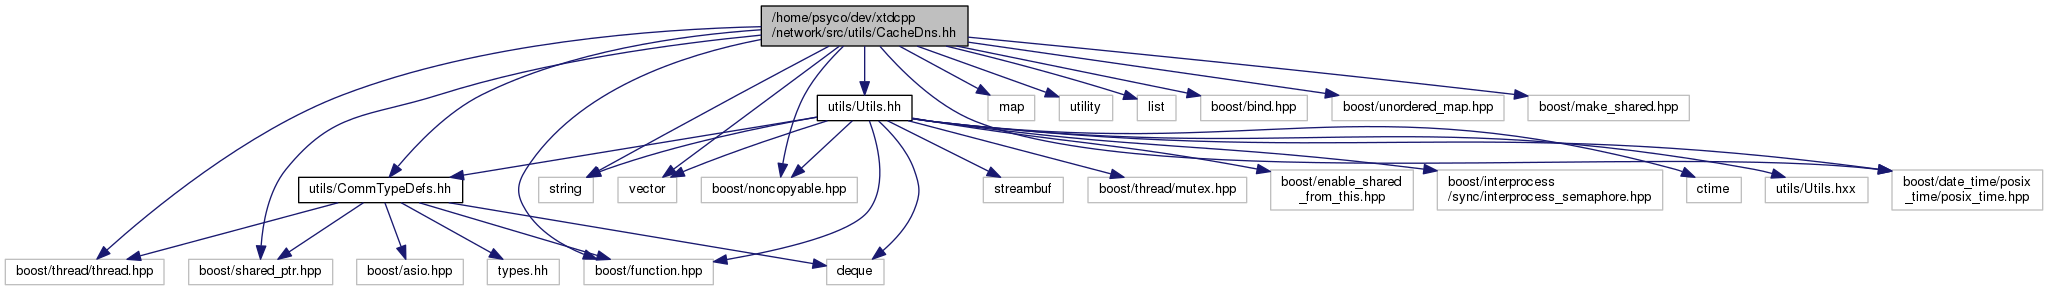 /home/psyco/dev/xtdcpp
/network/src/utils/CacheDns.hh
utils/Utils.hh
map
utility
list
boost/bind.hpp
boost/unordered_map.hpp
boost/make_shared.hpp
utils/CommTypeDefs.hh
string
vector
boost/noncopyable.hpp
streambuf
boost/thread/mutex.hpp
boost/enable_shared
_from_this.hpp
boost/interprocess
/sync/interprocess_semaphore.hpp
ctime
utils/Utils.hxx
boost/date_time/posix
_time/posix_time.hpp
boost/thread/thread.hpp
boost/shared_ptr.hpp
boost/asio.hpp
types.hh
boost/function.hpp
deque